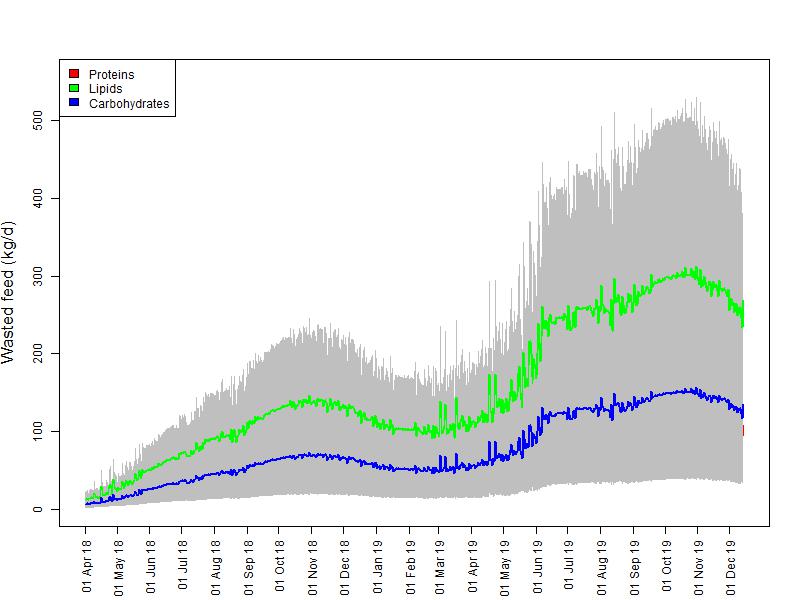 Proteins
Lipids
Carbohydrates
Wasted feed (kg/d)
500
400
300
200
100
0
01 Apr 18
01 May 18
01 Jun 18
01 Jul 18
01 Aug 18
01 Sep 18
01 Oct 18
01 Nov 18
01 Dec 18
01 Jan 19
01 Feb 19
01 Mar 19
01 Apr 19
01 May 19
01 Jun 19
01 Jul 19
01 Aug 19
01 Sep 19
01 Oct 19
01 Nov 19
01 Dec 19